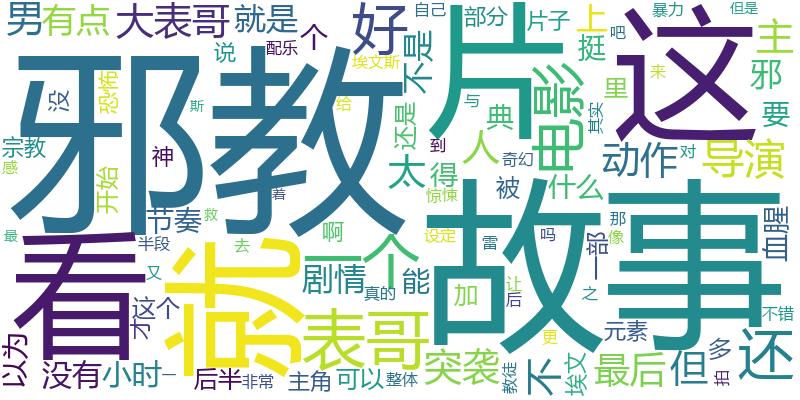 男
有点
大表哥
就是
个
好
不是
部分
片子
上
暴力
但是
自己
吧
主
邪
要
说
配乐
埃文斯
片
这
挺
里
来
没
恐怖
邪教
斯
给
还是
与
典
电影
其实
宗教
神
感
开始
太
得
到
人
奇幻
动作
对
导演
被
什么
惊悚
节奏
救
着
啊
设定
雷
吗
那
像
血腥
最
半段
去
一个
故事
一部
看
就
又
剧情
能
真的
加
让
后
之
这个
才
表哥
更
元素
不错
以为
没有
小时
一
后半
非常
主角
可以
整体
突袭
教徒
不
埃文
最后
但
多
拍
还